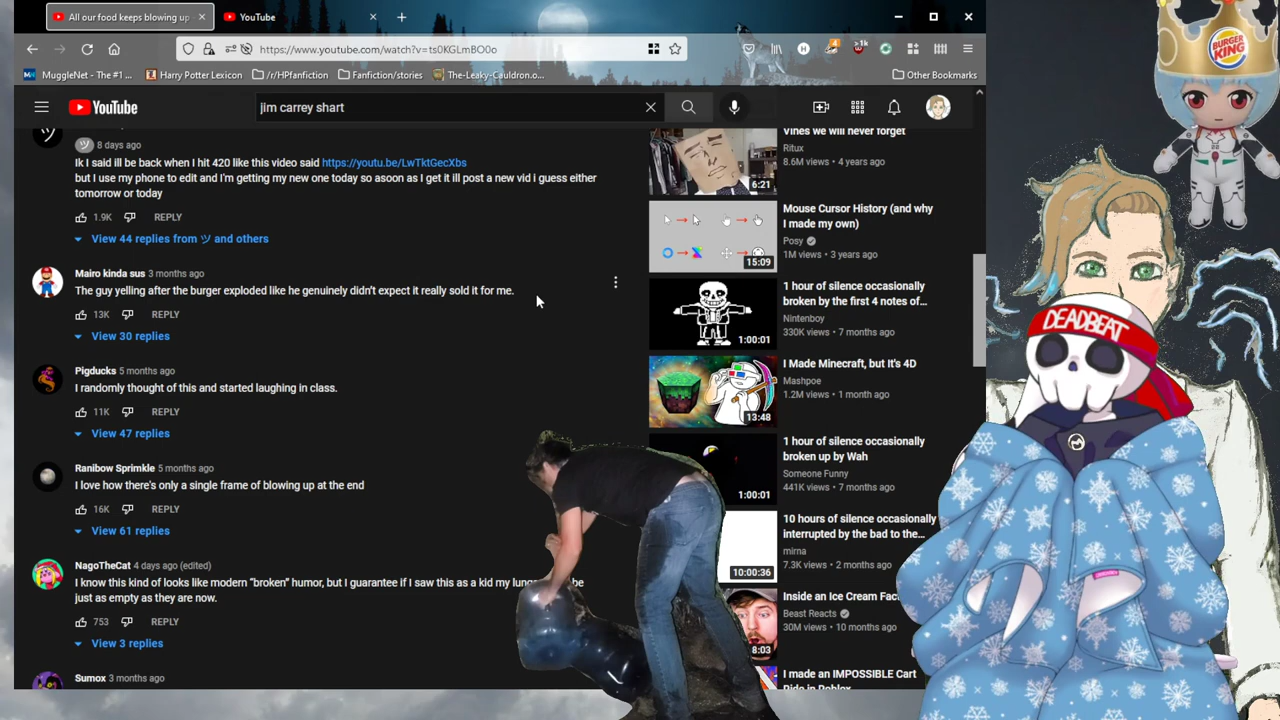 All our food keeps blowing up
YouTube
https://www.youtube.com/watch?v=ts0KGLmBO0o
4
>1k
MuggleNet - The #1 ...
Harry Potter Lexicon
/r/HPfanfiction
Fanfiction/stories
The-Leaky-Cauldron.o...
Other Bookmarks
YouTube
jim carrey shart
ツ 8 days ago
Ik I said ill be back when I hit 420 like this video said https://youtu.be/LwTktGecXbs
but I use my phone to edit and I'm getting my new one today so asoon as I get it ill post a new vid i guess either
tomorrow or today
1.9K REPLY
View 44 replies from ツ and others
Mairo kinda sus 3 months ago
The guy yelling after the burger exploded like he genuinely didn't expect it really sold it for me.
13K REPLY
View 30 replies
Pigducks 5 months ago
I randomly thought of this and started laughing in class.
11K REPLY
View 47 replies
Ranibow Sprimkle 5 months ago
I love how there's only a single frame of blowing up at the end
16K REPLY
View 61 replies
NagoTheCat 4 days ago (edited)
I know this kind of looks like modern "broken" humor, but I guarantee if I saw this as a kid my be
just as empty as they are now.
753 REPLY
View 3 replies
Sumox 3 months ago
Vines we will never forget
Ritux
8.6M views • 4 years ago
6:21
Mouse Cursor History (and why
I made my own)
Posy
1M views • 3 years ago
15:09
1 hour of silence occasionally
broken by the first 4 notes of...
Nintenboy
330K views • 7 months ago
1:00:01
I Made Minecraft, but It's 4D
Mashpoe
1.2M views • 1 month ago
13:48
1 hour of silence occasionally
broken up by Wah
Someone Funny
441K views • 7 months ago
1:00:01
10 hours of silence occasionally
interrupted by the bad to the...
mirna
7.3K views • 2 months ago
10:00:36
Inside an Ice Cream
Beast Reacts
30M views • 10 months ago
8:03
I made an IMPOSSIBLE Cart
Ride in Roblox
BURGER
KING
DEADBEAT